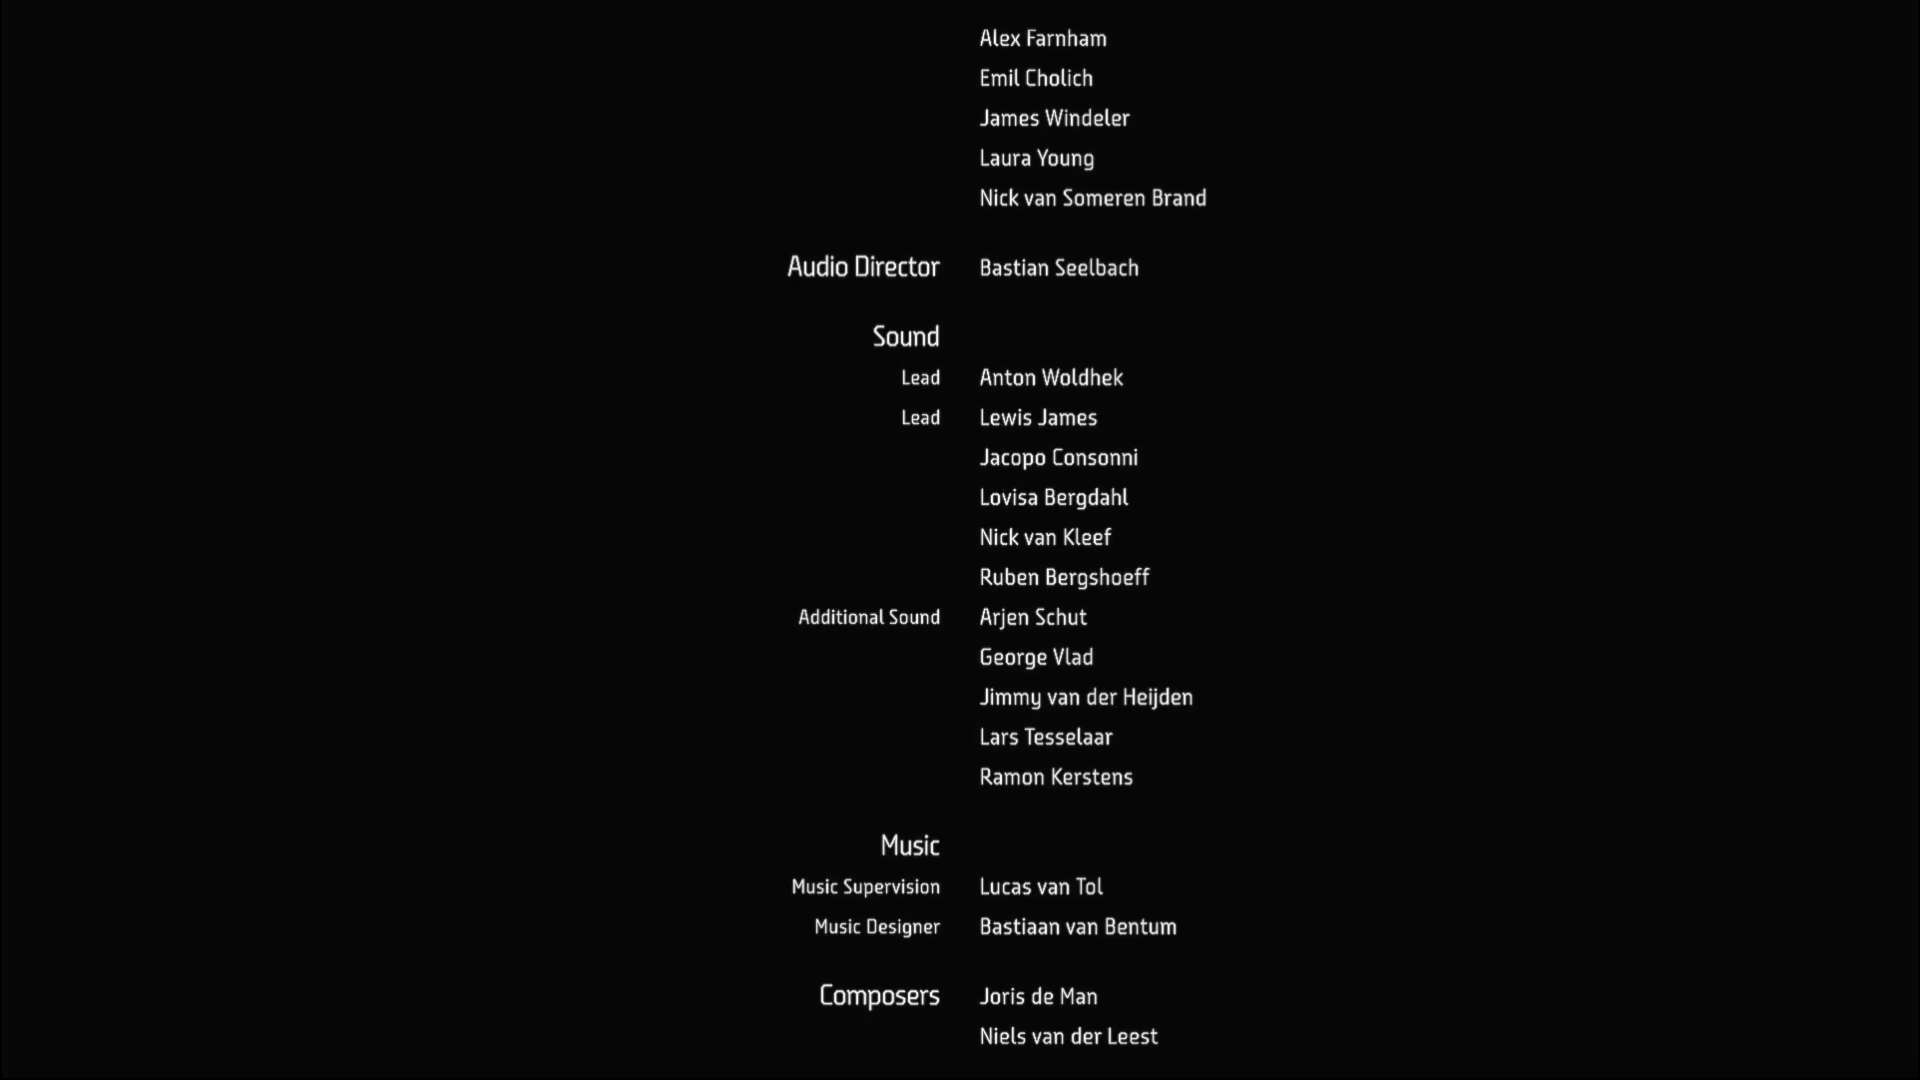 Alex Farnham
Emil Cholich
James Windeler
Laura Young
Nick van Someren Brand
Audio Director Bastian Seelbach
Sound
Lead Anton Woldhek
Lead Lewis James
Jacopo Consonni
Lovisa Bergdahl
Nick van Kleef
Ruben Bergshoeff
Additional Sound Arjen Schut
George Vlad
Jimmy van der Heijden
Lars Tesselaar
Ramon Kerstens
Music
Music Supervision Lucas van Tol
Music Designer Bastiaan van Bentum
Composers Joris de Man
Niels van der Leest